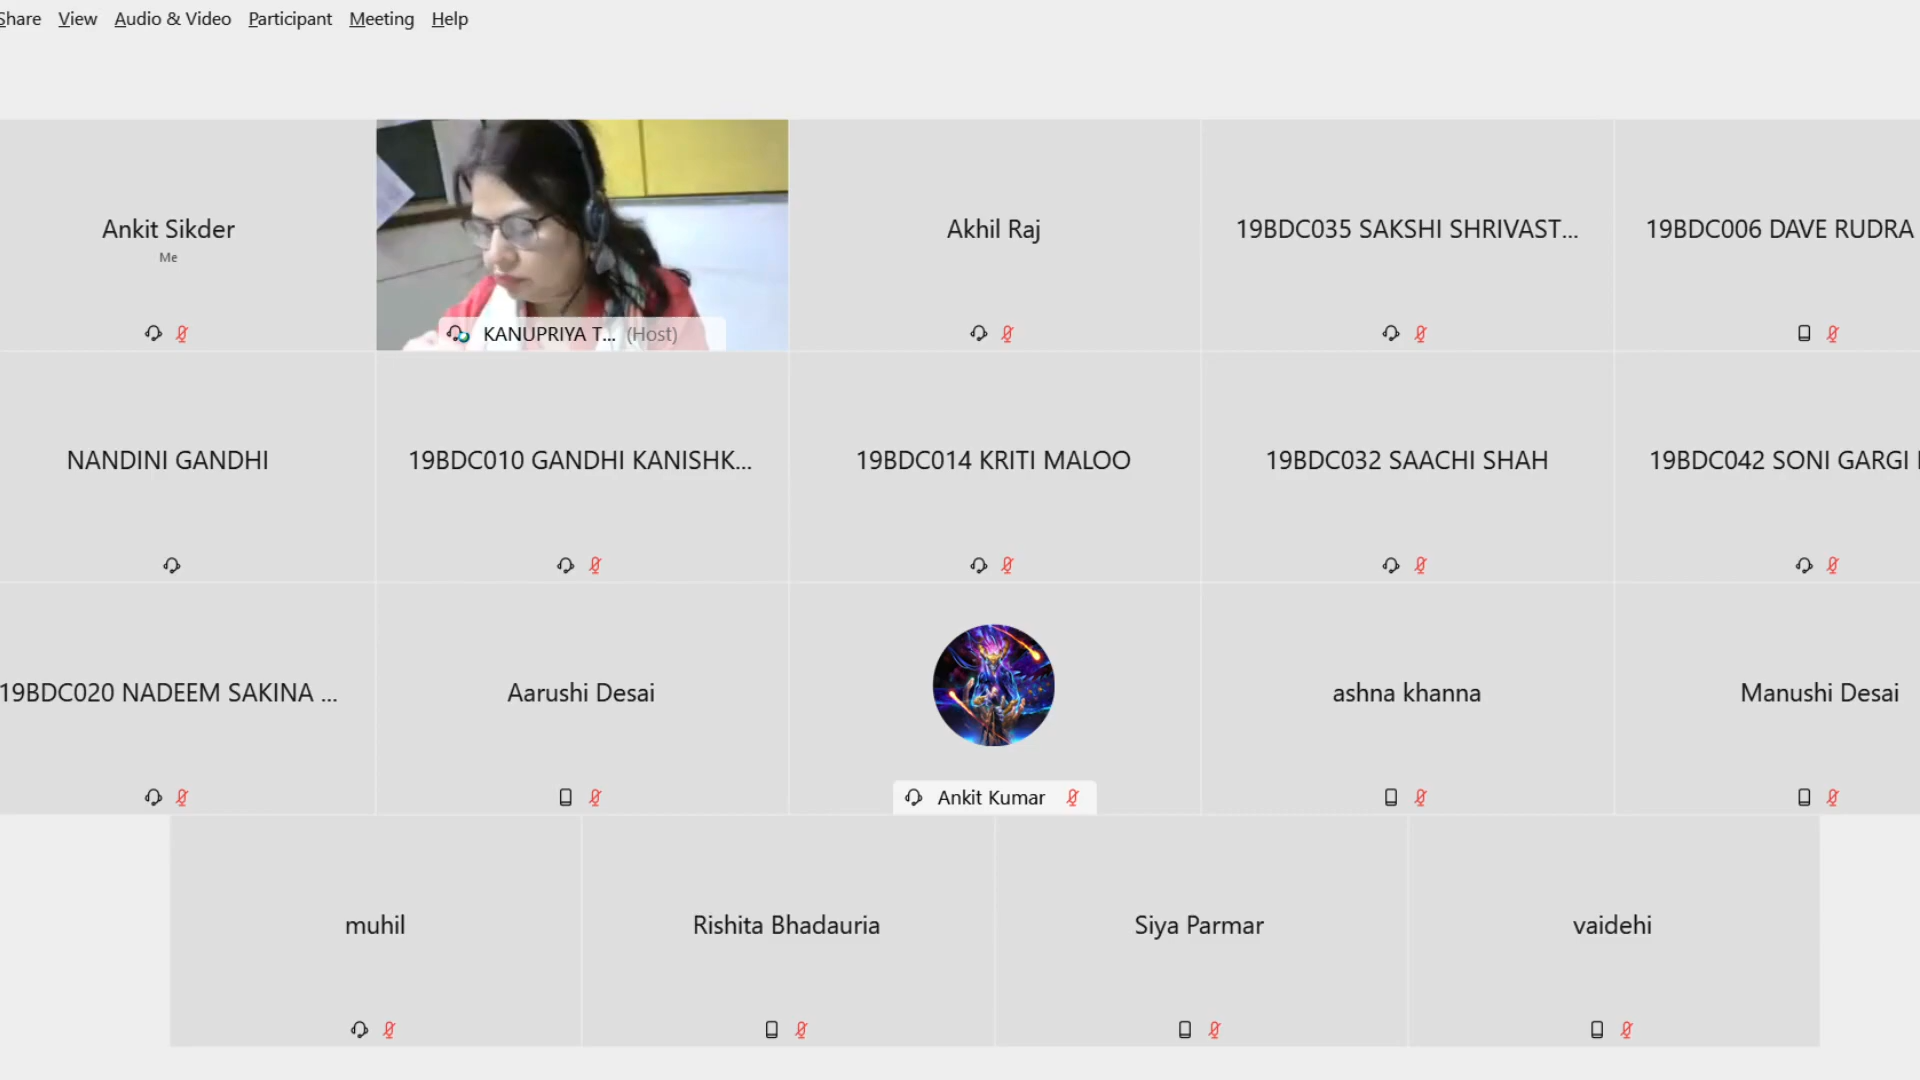 Share View Audio & Video Participant Meeting Help
Ankit Sikder
Me
KANUPRIYA T... (Host)
Akhil Raj
19BDC035 SAKSHI SHRIVAST...
19BDC006 DAVE RUDRA
NANDINI GANDHI
19BDC010 GANDHI KANISHK...
19BDC014 KRITI MALOO
19BDC032 SAACHI SHAH
19BDC042 SONI GARGI
19BDC020 NADEEM SAKINA ...
Aarushi Desai
Ankit Kumar
ashna khanna
Manushi Desai
muhil
Rishita Bhadauria
Siya Parmar
vaidehi